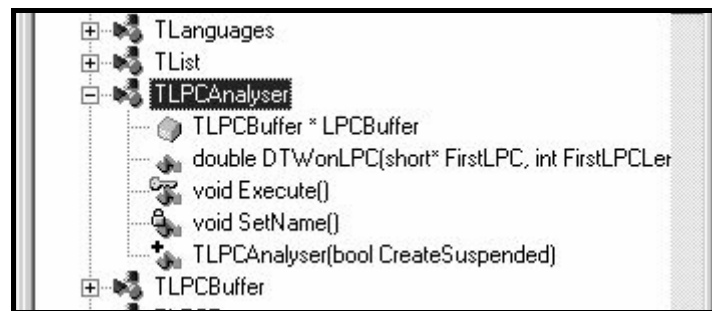 TLanguages
TList
TLPCAnalyser
TLPCBuffer * LPCBuffer
double DTWonLPC(short* FirstLPC, int FirstLPCLer
void Execute()
void SetName()
TLPCAnalyser(bool CreateSuspended)
TLPCBuffer